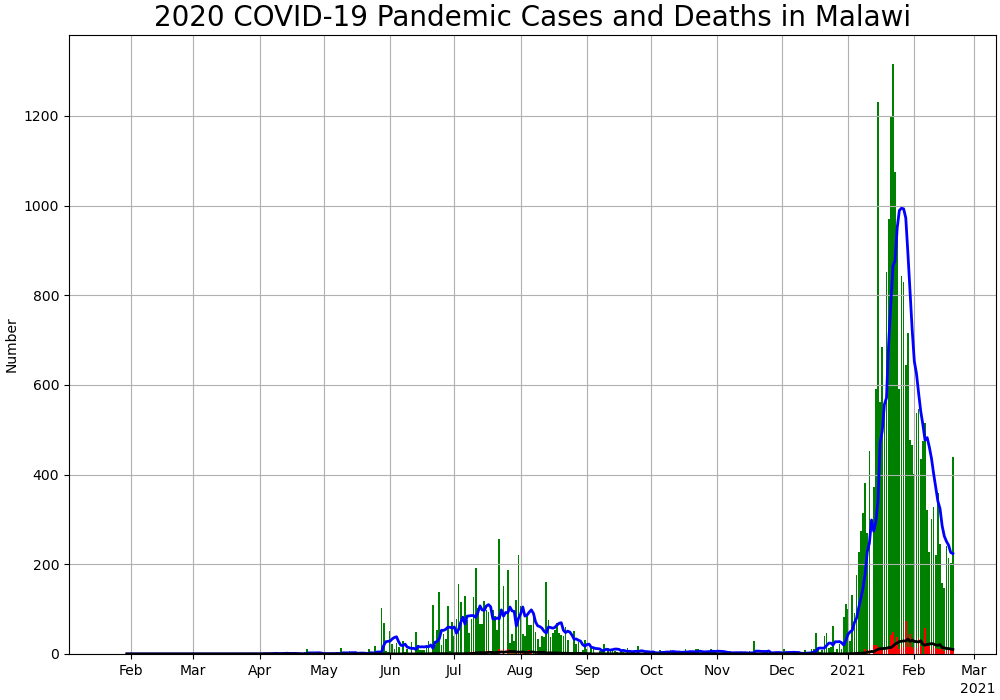 2020 COVID-19 Pandemic Cases and Deaths in Malawi
Number
1200
1000
800
600
400
200
0
Feb Mar Apr May Jun Jul Aug Sep Oct Nov Dec 2021 Feb Mar
2021